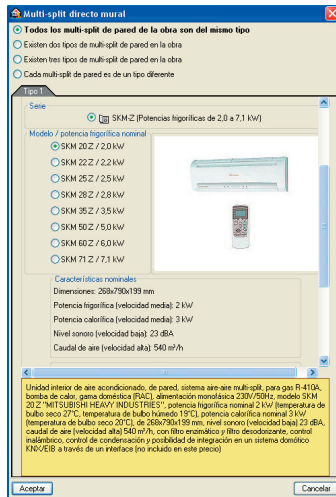 Multi-split directo mural
Todos los multi-split de pared de la obra son del mismo tipo
Existen dos tipos de multi-split de pared en la obra
Existen tres tipos de multi-split de pared en la obra
Cada multi-split de pared es de un tipo diferente
Tipo 1
Serie
SKM-Z (Potencias frigoríficas de 2,0 a 7,1 kW)
Modelo / potencia frigorífica nominal
SKM 20 Z / 2,0 kW
SKM 22 Z / 2,2 kW
SKM 25 Z / 2,5 kW
SKM 28 Z / 2,8 kW
SKM 35 Z / 3,5 kW
SKM 50 Z / 5,0 kW
SKM 60 Z / 6,0 kW
SKM 71 Z / 7,1 kW
Características nominales
Dimensiones: 268x790x199 mm
Potencia frigorífica (velocidad media): 2 kW
Potencia calorífica (velocidad media): 3 kW
Nivel sonoro (velocidad baja): 23 dBA
Caudal de aire (velocidad alta): 540 m³/h
Unidad interior de aire acondicionado, de pared, sistema aire-aire multi-split, para gas R-410A,
bomba de calor, gama doméstica (RAC), alimentación monofásica 230V/50Hz, modelo SKM
20 Z "MITSUBISHI HEAVY INDUSTRIES", potencia frigorífica nominal 2 kW (temperatura de
bulbo seco 27°C, temperatura de bulbo húmedo 19°C), potencia calorífica nominal 3 kW
(temperatura de bulbo seco 20°C), de 268x790x199 mm, nivel sonoro (velocidad baja) 23 dBA,
caudal de aire (velocidad alta) 540 m³/h, con filtro enzimático y filtro desodorizante, control
inalámbrico, control de condensación y posibilidad de integración en un sistema domótico
KNX/EIB a través de un interface (no incluido en este precio)
Aceptar
Cancelar